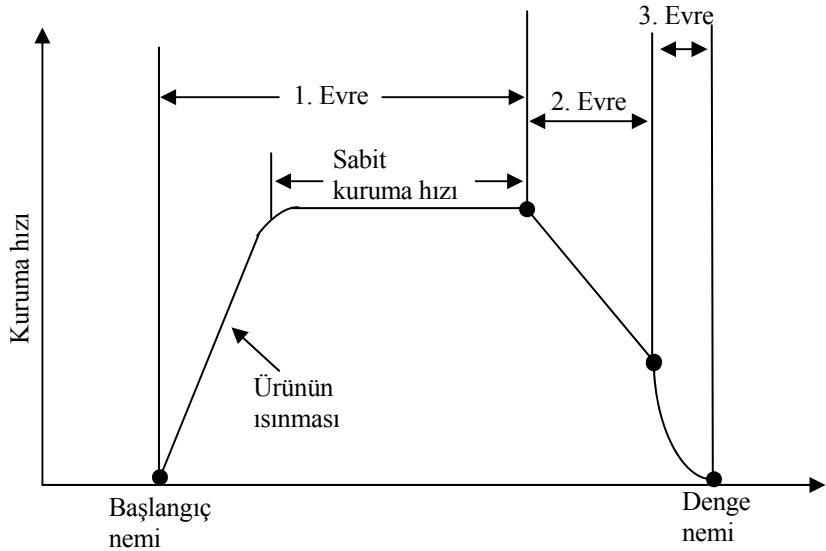 3. Evre
1. Evre
2. Evre
Sabit
kuruma hızı
Kuruma hızı
Ürünün
ısınması
Başlangıç
nemi
Denge
nemi